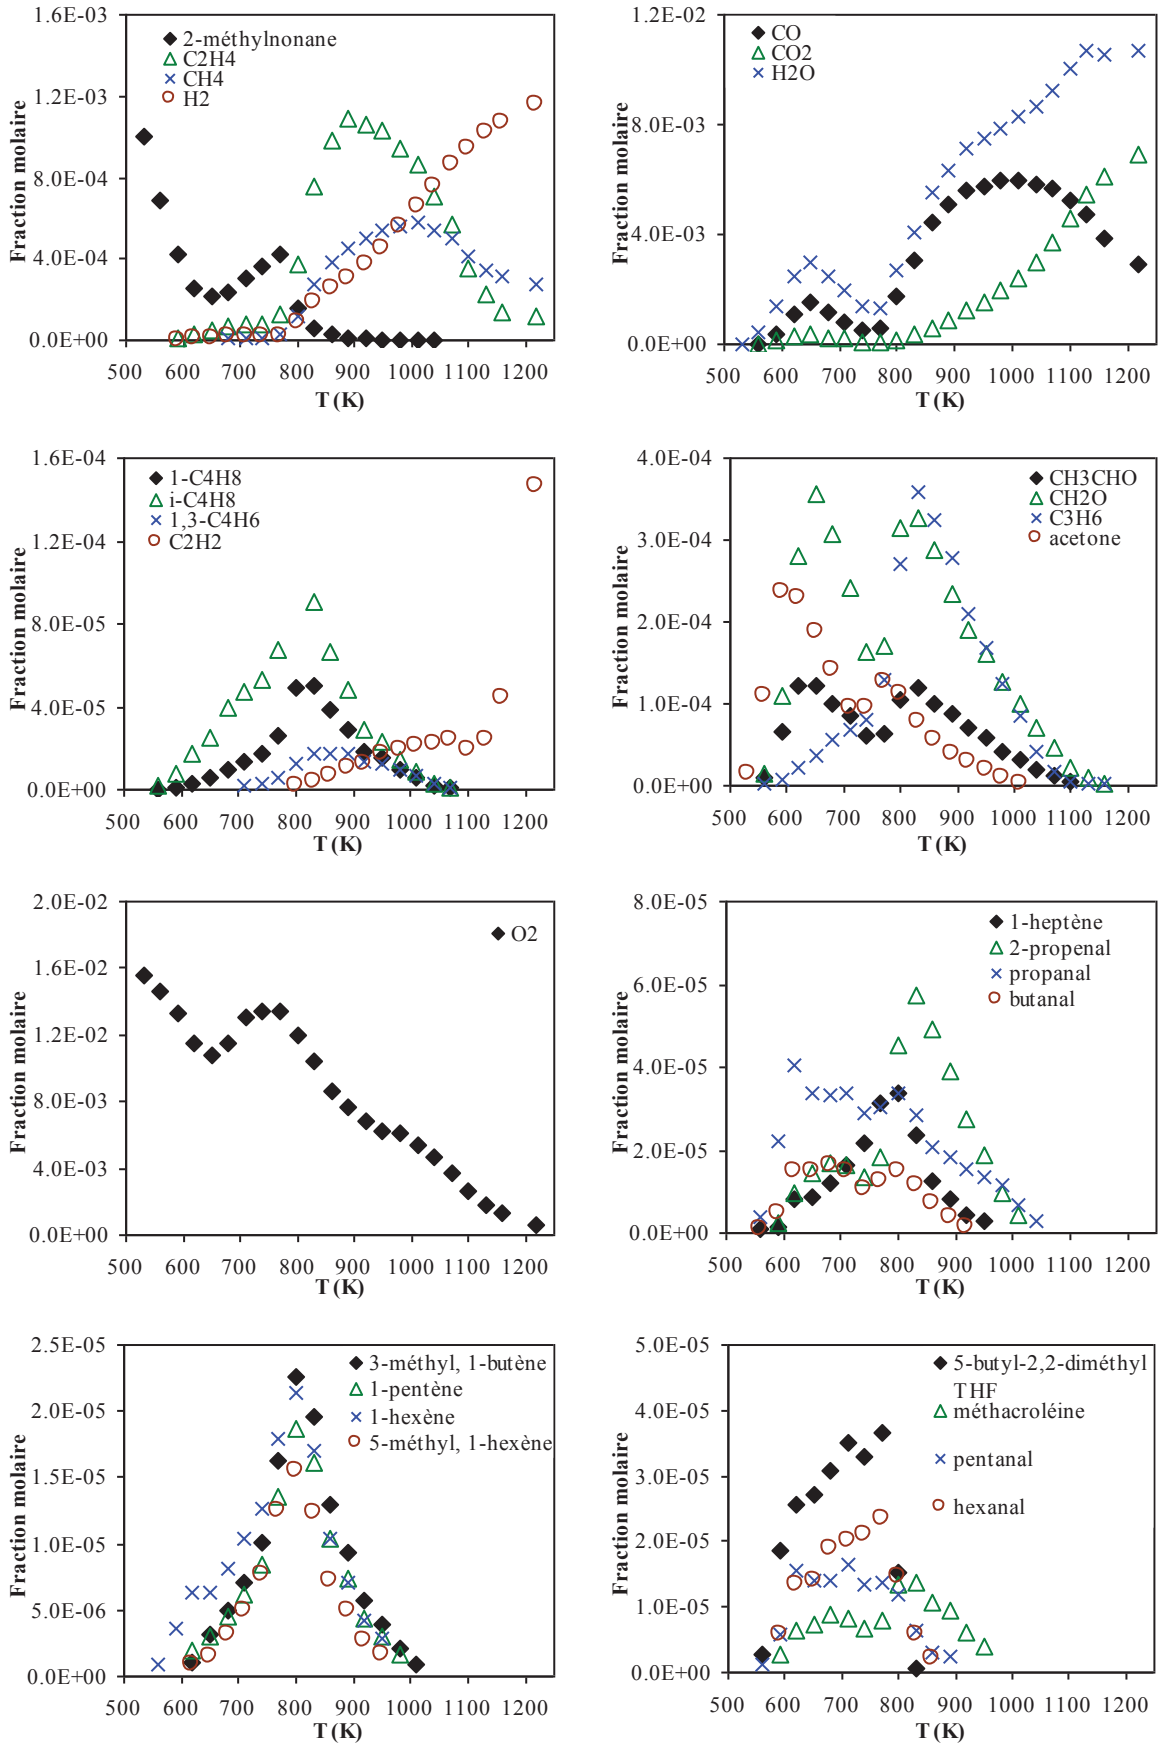 1.6E-03
1.2E-03
8.0E-04
4.0E-04
0.0E+00
Fraction molaire
2-méthylnonane
C2H4
CH4
H2
500 600 700 800 900 1000 1100 1200
T (K)
1.2E-02
8.0E-03
4.0E-03
0.0E+00
Fraction molaire
CO
CO2
H2O
500 600 700 800 900 1000 1100 1200
T (K)
1.6E-04
1.2E-04
8.0E-05
4.0E-05
0.0E+00
Fraction molaire
1-C4H8
i-C4H8
1,3-C4H6
C2H2
500 600 700 800 900 1000 1100 1200
T (K)
4.0E-04
3.0E-04
2.0E-04
1.0E-04
0.0E+00
Fraction molaire
CH3CHO
CH2O
C3H6
acetone
500 600 700 800 900 1000 1100 1200
T (K)
2.0E-02
1.6E-02
1.2E-02
8.0E-03
4.0E-03
0.0E+00
Fraction molaire
O2
500 600 700 800 900 1000 1100 1200
T (K)
8.0E-05
6.0E-05
4.0E-05
2.0E-05
0.0E+00
Fraction molaire
1-heptène
2-propenal
propanal
butanal
500 600 700 800 900 1000 1100 1200
T (K)
2.5E-05
2.0E-05
1.5E-05
1.0E-05
5.0E-06
0.0E+00
Fraction molaire
3-méthyl, 1-butène
1-pentène
1-hexène
5-méthyl, 1-hexène
500 600 700 800 900 1000 1100 1200
T (K)
5.0E-05
4.0E-05
3.0E-05
2.0E-05
1.0E-05
0.0E+00
Fraction molaire
5-butyl-2,2-diméthyl
THF
méthacroléine
pentanal
hexanal
500 600 700 800 900 1000 1100 1200
T (K)